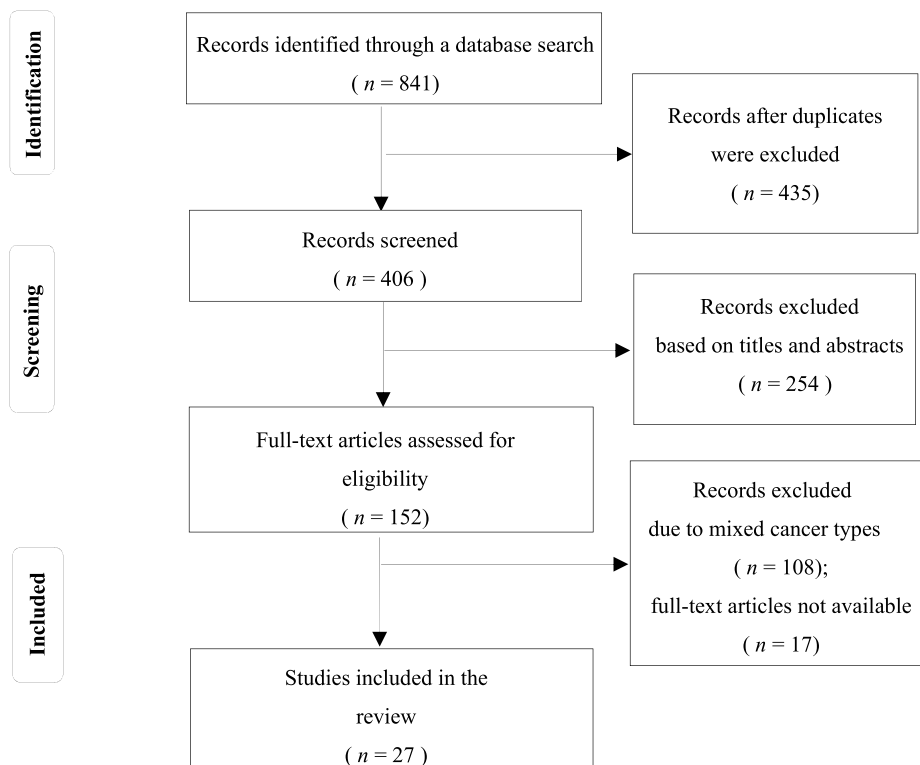 Identification
Records identified through a database search
( n = 841)
Records after duplicates
were excluded
( n = 435)
Screening
Records screened
( n = 406 )
Records excluded
based on titles and abstracts
( n = 254 )
Full-text articles assessed for
eligibility
( n = 152)
Records excluded
due to mixed cancer types
( n = 108);
full-text articles not available
( n = 17)
Included
Studies included in the
review
( n = 27 )